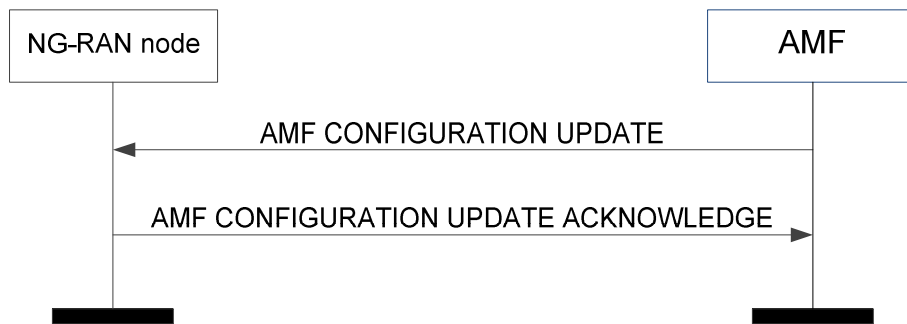 NG-RAN node
AMF
AMF CONFIGURATION UPDATE
AMF CONFIGURATION UPDATE ACKNOWLEDGE